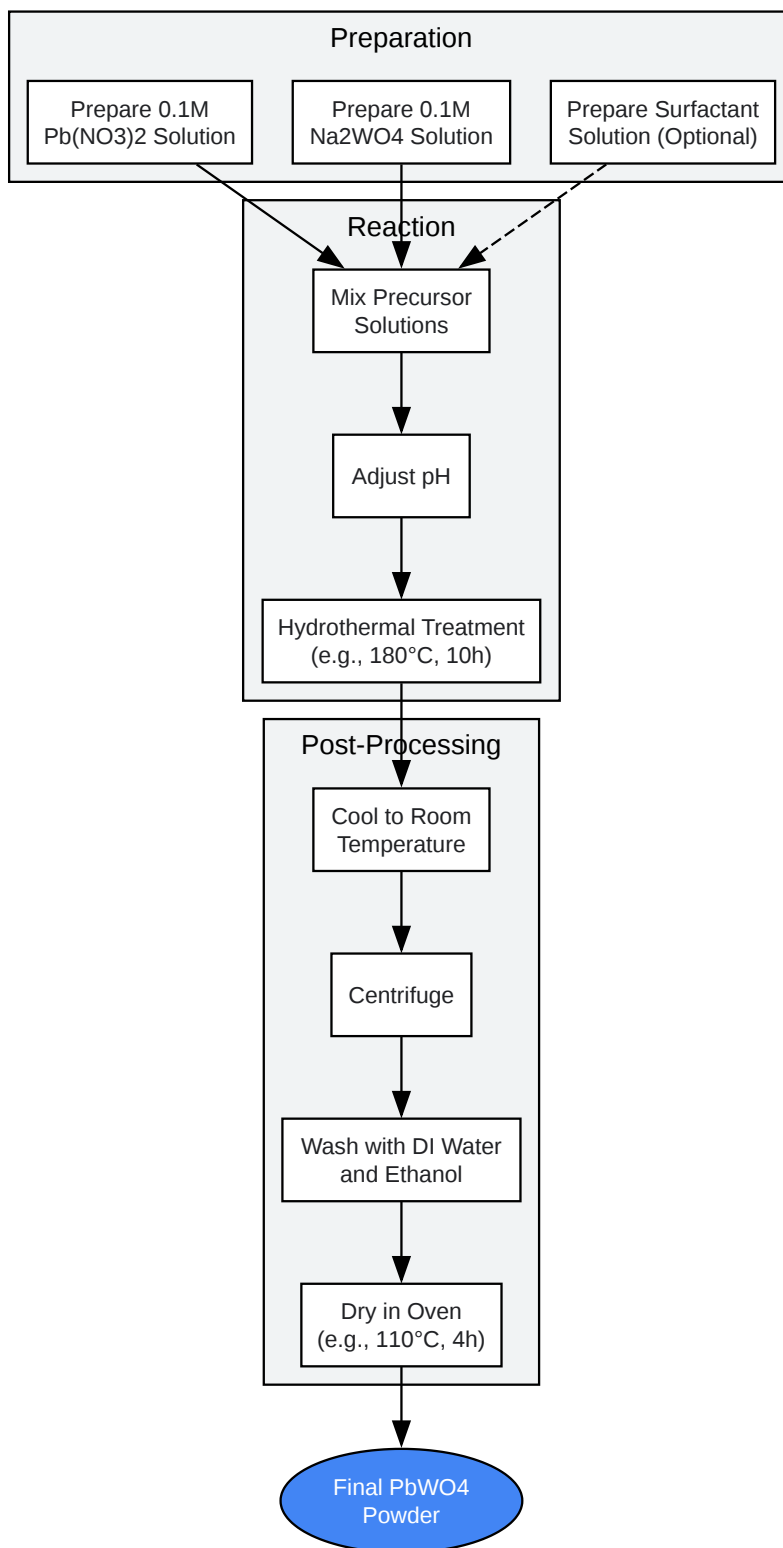 Preparation
Prepare 0.1M
Pb(NO3)2 Solution
Prepare 0.1M
Na2WO4 Solution
Prepare Surfactant
Solution (Optional)
Reaction
Mix Precursor
Solutions
Adjust pH
Hydrothermal Treatment
(e.g., 180°C, 10h)
Post-Processing
Cool to Room
Temperature
Centrifuge
Wash with DI Water
and Ethanol
Dry in Oven
(e.g., 110°C, 4h)
Final PbWO4
Powder